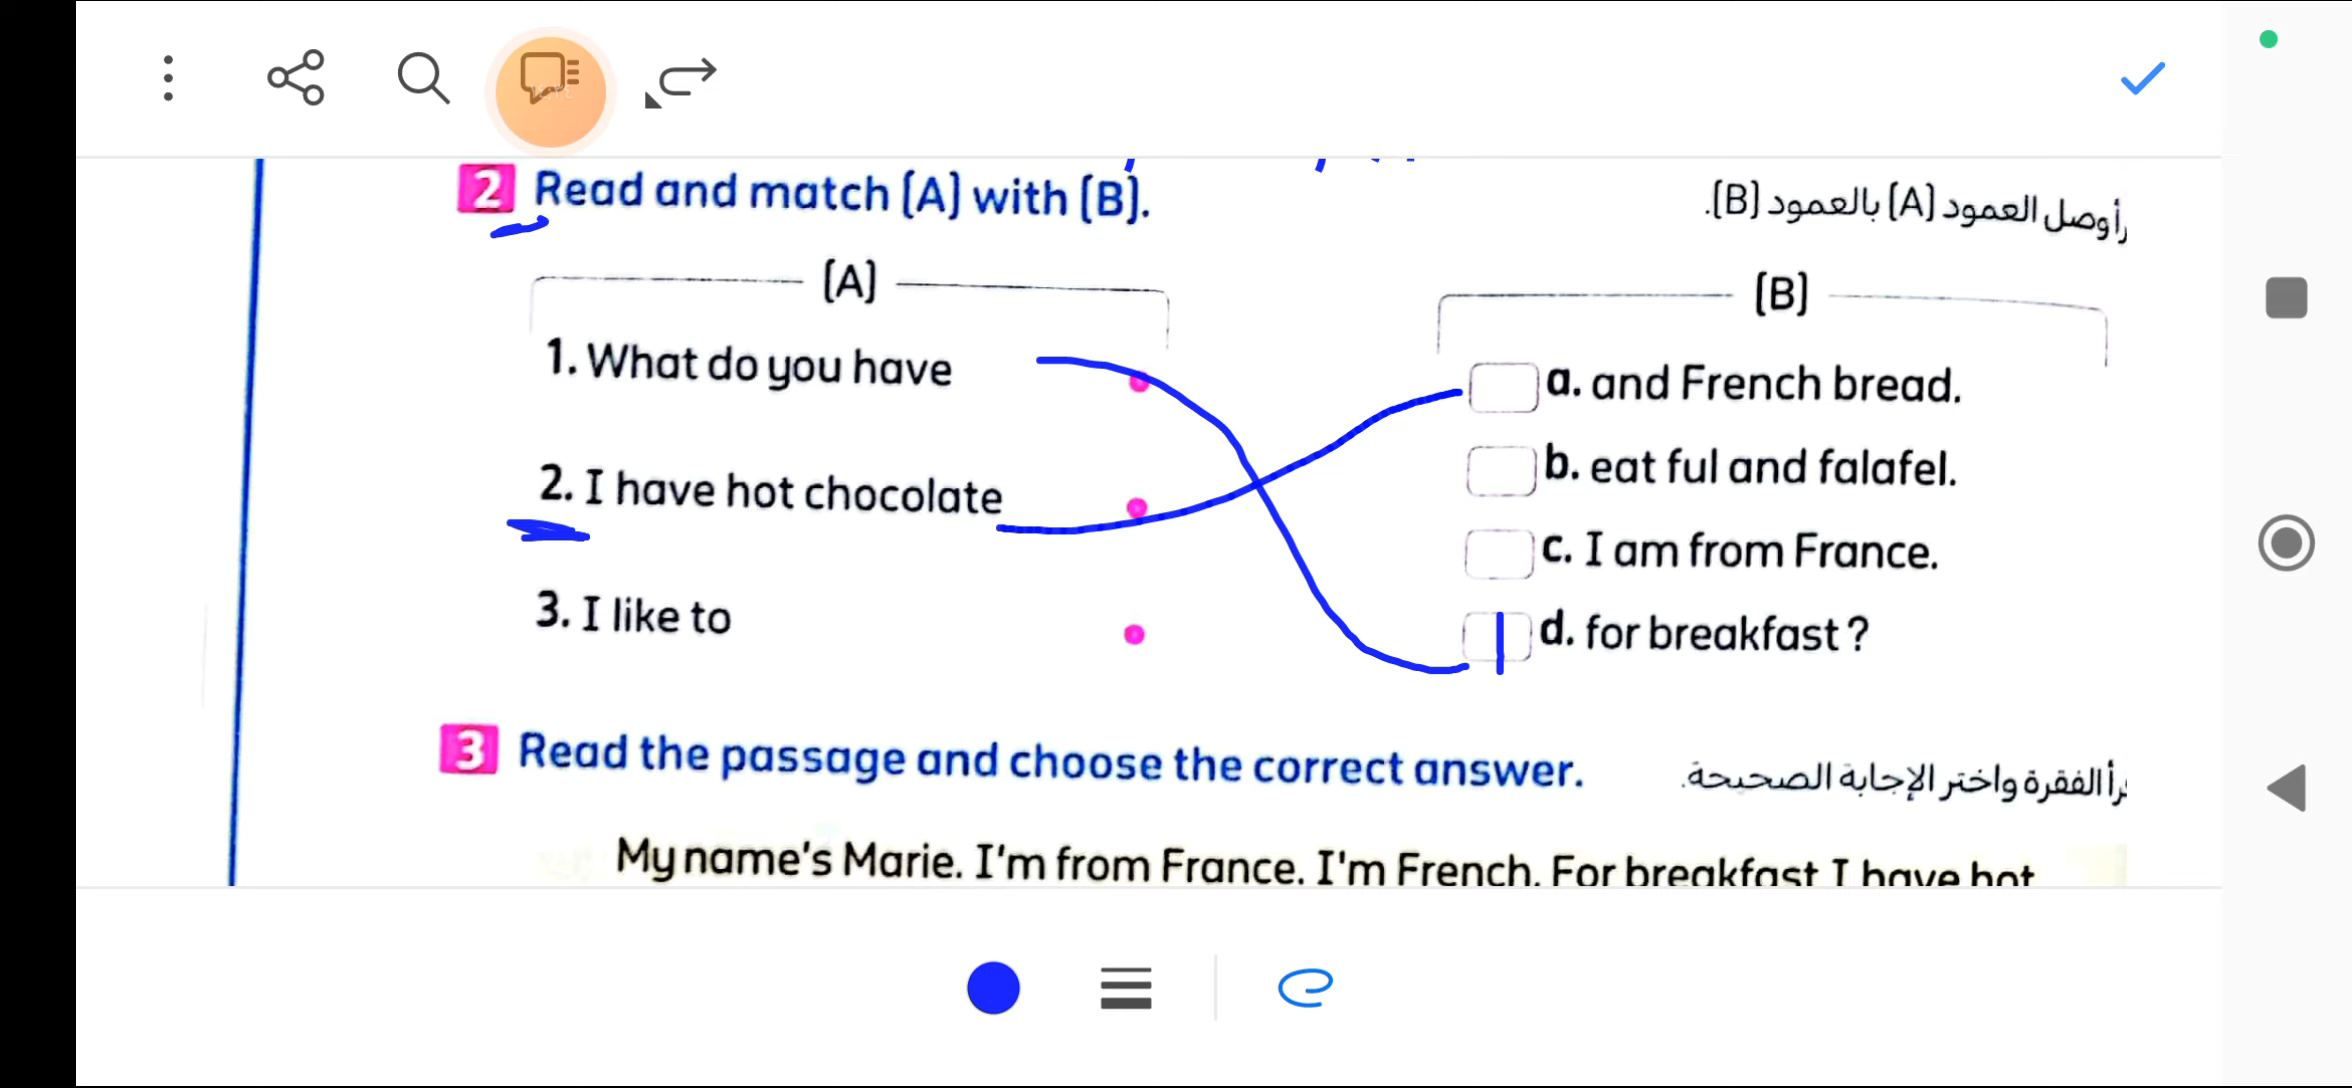 2 Read and match (A) with (B).
أوصل العمود (A) بالعمود (B).
(A)
(B)
1. What do you have
a. and French bread.
b. eat ful and falafel.
2. I have hot chocolate
c. I am from France.
3. I like to
d. for breakfast?
3 Read the passage and choose the correct answer.
الفقرة واختر الإجابة الصحيحة.
My name's Marie. I'm from France. I'm French. For breakfast I have hot